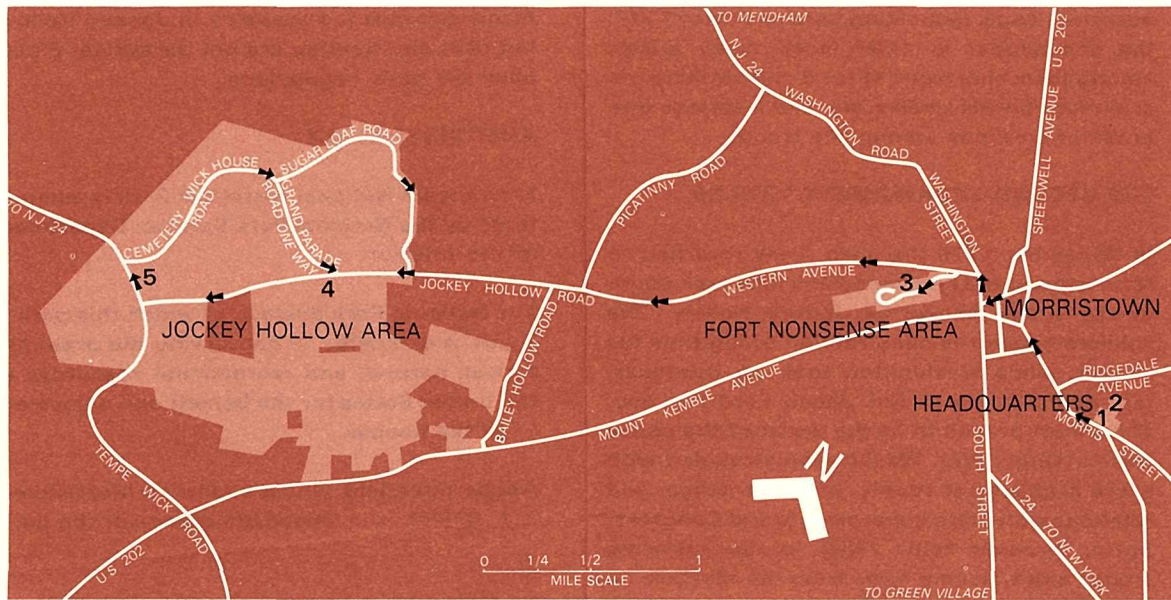 TO MENDHAM
N.J. 24
WASHINGTON
ROAD
WASHINGTON
STREET
SPEEDWELL AVENUE US 202
PICATINNY ROAD
SUGAR LOAF ROAD
WICK HOUSE
CEMETERY
ROAD
GRAND PARADE
ROAD ONE WAY
TO N.J. 24
5
4
JOCKEY HOLLOW
ROAD
WESTERN AVENUE
3
MORRISTOWN
JOCKEY HOLLOW AREA
FORT NONSENSE AREA
RIDGEDALE
AVENUE
HEADQUARTERS
1
2
MORRIS
STREET
BAILEY HOLLOW ROAD
MOUNT KEMBLE AVENUE
SOUTH
STREET
N
TEMPE WICK
ROAD
US 202
0 1/4 1/2 1
MILE SCALE
N.J. 24
TO NEW YORK
TO GREEN VILLAGE